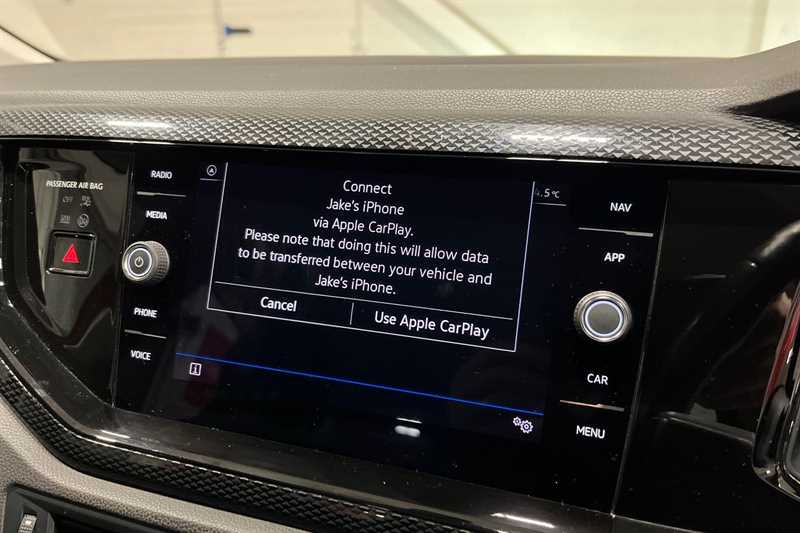 PASSENGER AIR BAG
OFF
RADIO
MEDIA
PHONE
VOICE
Connect
Jake's iPhone
via Apple CarPlay.
Please note that doing this will allow data
to be transferred between your vehicle and
Jake's iPhone.
Cancel
Use Apple CarPlay
.5°C
NAV
APP
CAR
MENU